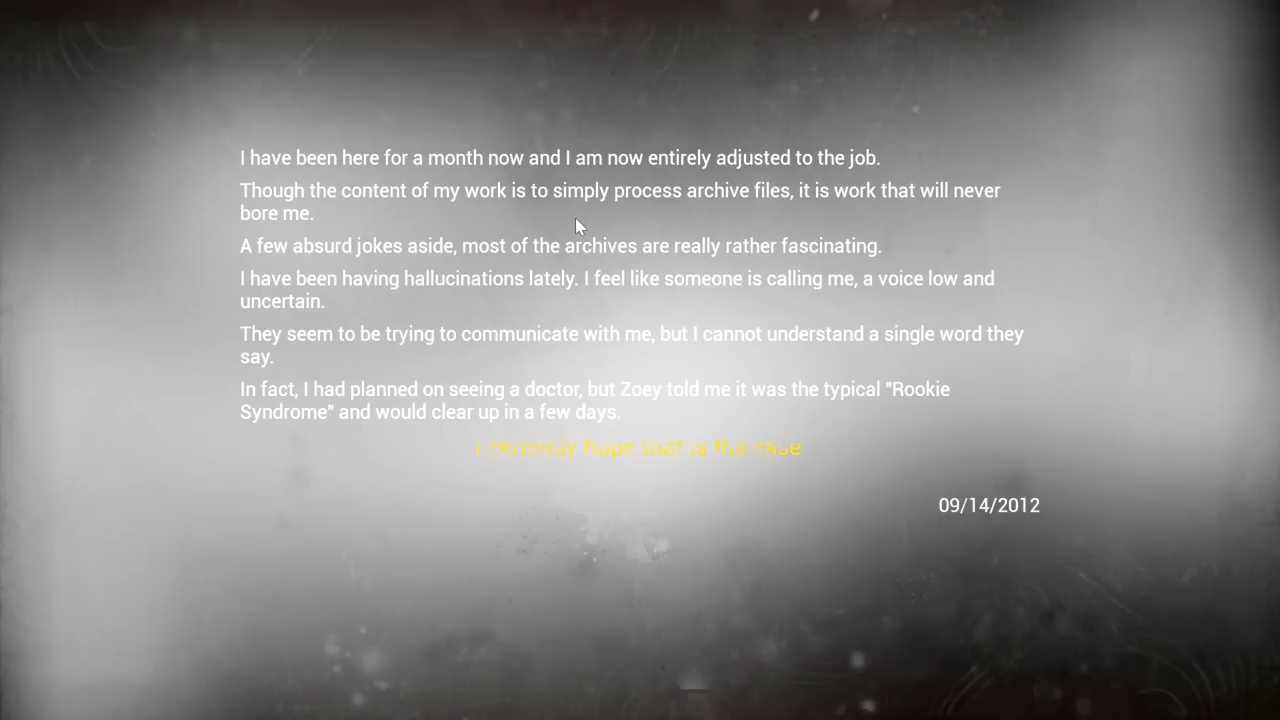 I have been here for a month now and I am now entirely adjusted to the job.
Though the content of my work is to simply process archive files, it is work that will never
bore me.
A few absurd jokes aside, most of the archives are really rather fascinating.
I have been having hallucinations lately. I feel like someone is calling me, a voice low and
uncertain.
They seem to be trying to communicate with me, but I cannot understand a single word they
say.
In fact, I had planned on seeing a doctor, but Zoey told me it was the typical "Rookie
Syndrome" and would clear up in a few days.
I certainly hope that is the case.
09/14/2012